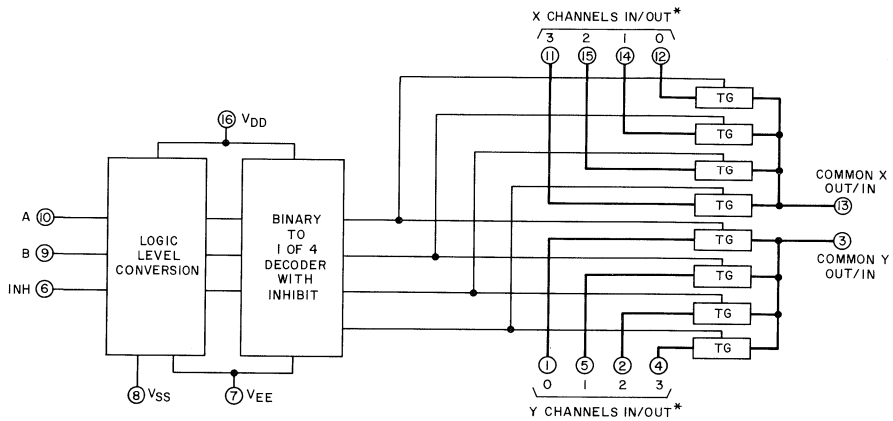 X CHANNELS IN/OUT*
3 2 1 0
11 15 14 12
TG
TG
TG
TG
TG
TG
TG
TG
16 VDD
A 10
B 9
INH 6
LOGIC
LEVEL
CONVERSION
BINARY
TO
1 OF 4
DECODER
WITH
INHIBIT
COMMON X
OUT/IN
13
3
COMMON Y
OUT/IN
8 VSS
7 VEE
1 5 2 4
0 1 2 3
Y CHANNELS IN/OUT*